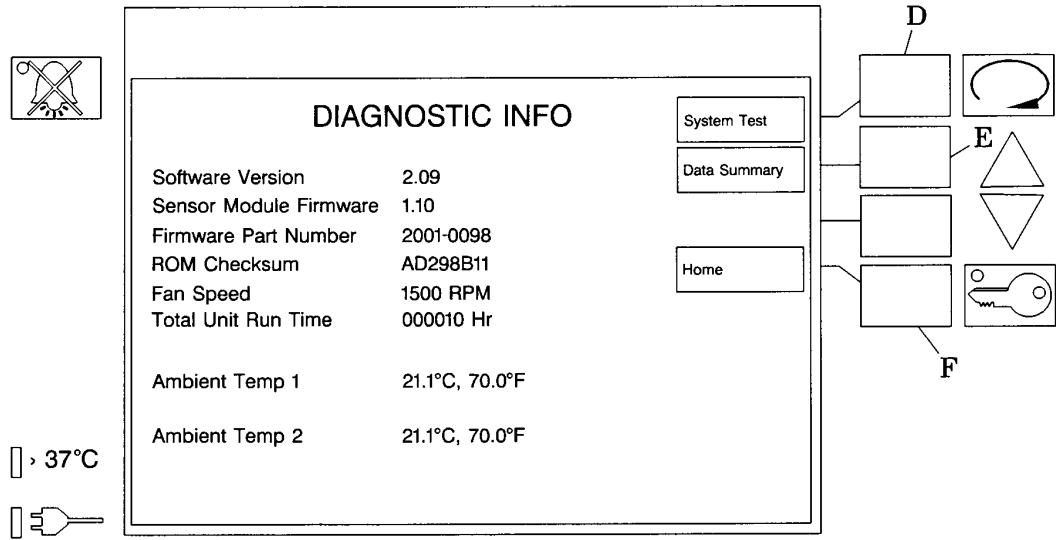 D
DIAGNOSTIC INFO
System Test
E
Software Version 2.09
Data Summary
Sensor Module Firmware 1.10
Firmware Part Number 2001-0098
ROM Checksum AD298B11
Home
Fan Speed 1500 RPM
Total Unit Run Time 000010 Hr
F
Ambient Temp 1 21.1°C, 70.0°F
Ambient Temp 2 21.1°C, 70.0°F
› 37°C